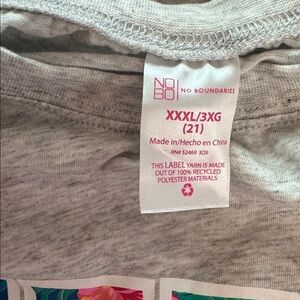 NO
BO
NO BOUNDARIES
XXXL/3XG
(21)
Made in/Hecho en China
RN# 52469 3Q9
THIS LABEL YARN IS MADE
OUT OF 100% RECYCLED
POLYESTER MATERIALS